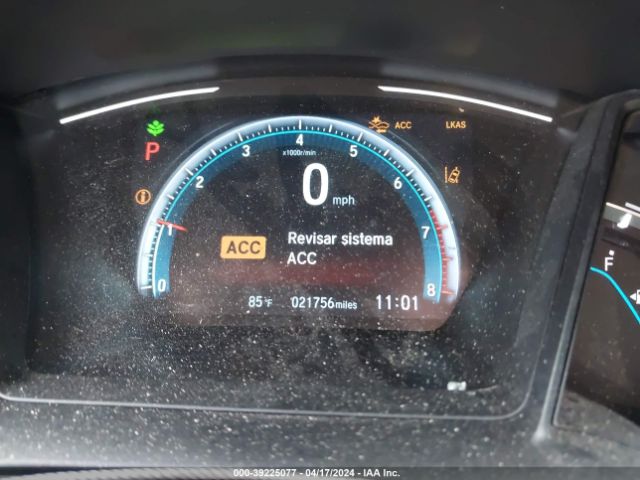 ACC LKAS
P
x1000r/min
0 1 2 3 4 5 6 7 8
0 mph
ACC
Revisar sistema
ACC
85°F 021756miles 11:01
F
000-39225077 - 04/17/2024 - IAA Inc.